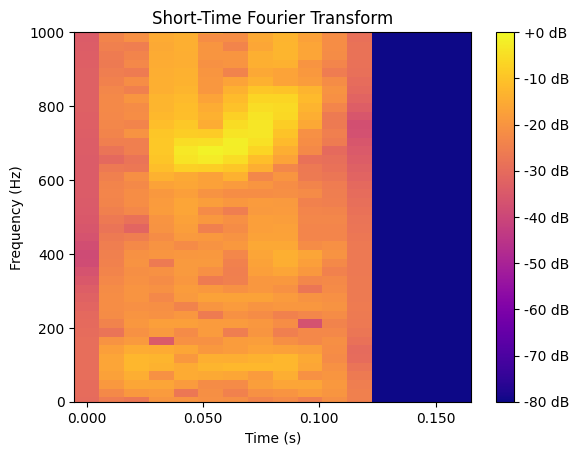 Short-Time Fourier Transform
1000
800
600
400
200
0
Frequency (Hz)
0.000
0.050
0.100
0.150
Time (s)
+0 dB
-10 dB
-20 dB
-30 dB
-40 dB
-50 dB
-60 dB
-70 dB
-80 dB